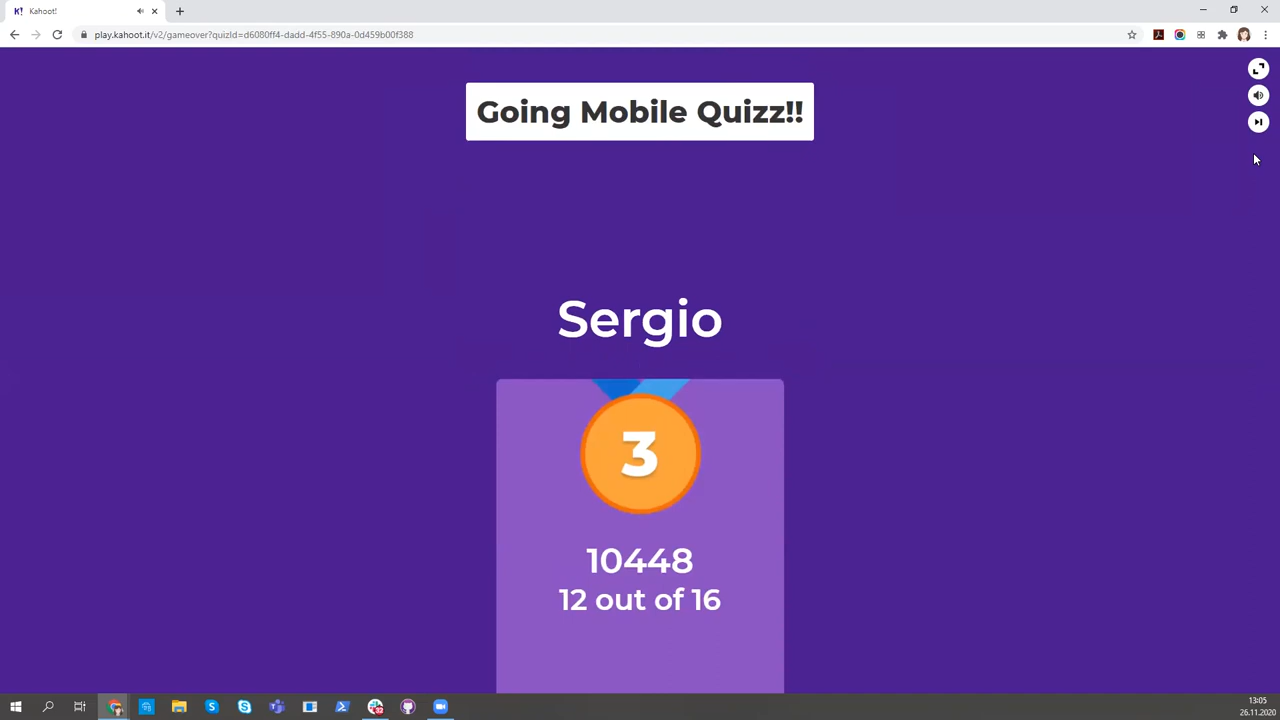 K! Kahoot!
play.kahoot.it/v2/gameover?quizId=d6080ff4-dadd-4f55-890a-0d459b00f388
Going Mobile Quizz!!
Sergio
3
10448
12 out of 16
13:05
26.11.2020